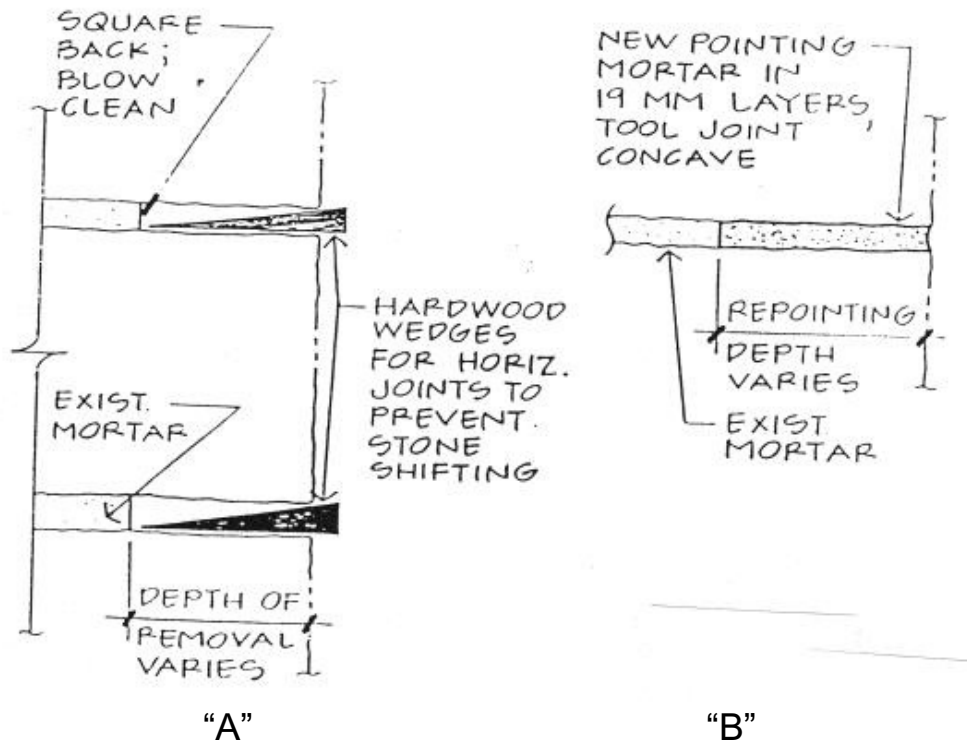 SQUARE
BACK;
BLOW
CLEAN
HARDWOOD
WEDGES
FOR HORIZ.
JOINTS TO
PREVENT
STONE
SHIFTING
EXIST.
MORTAR
DEPTH OF
REMOVAL
VARIES
"A"
NEW POINTING
MORTAR IN
19 MM LAYERS,
TOOL JOINT
CONCAVE
REPOINTING
DEPTH
VARIES
EXIST.
MORTAR
"B"